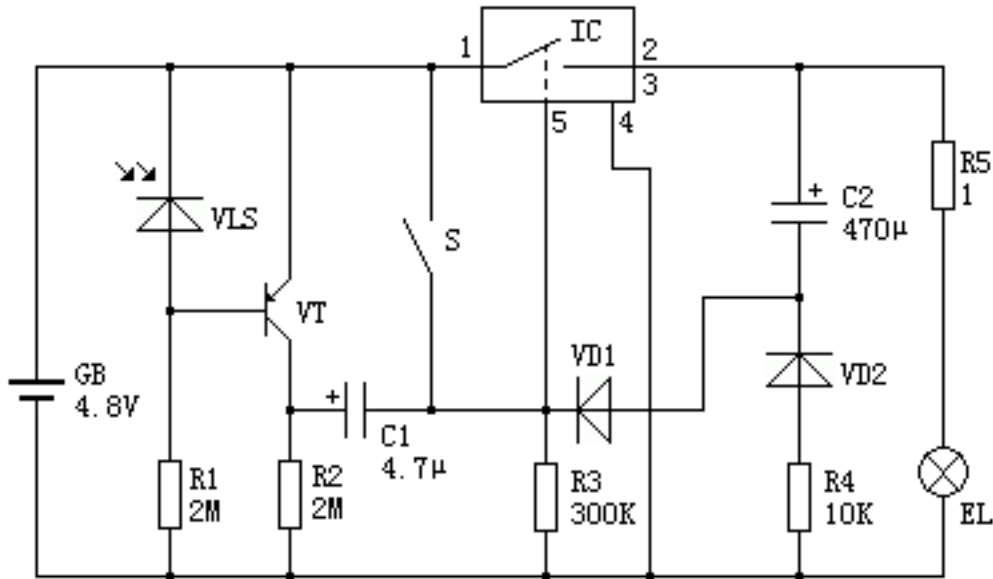 IC
1
2
3
5
4
VLS
VT
S
R5
1
C2
470μ
+
GB
4.8V
VD1
VD2
+
C1
4.7μ
R1
2M
R2
2M
R3
300K
R4
10K
EL